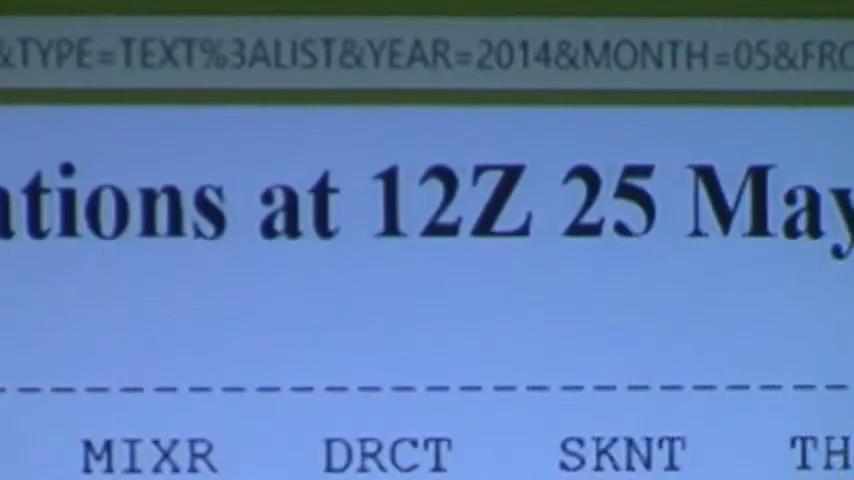 &TYPE=TEXT%3ALIST&YEAR=2014&MONTH=05&FRO
ations at 12Z 25 May
MIXR DRCT SKNT TH